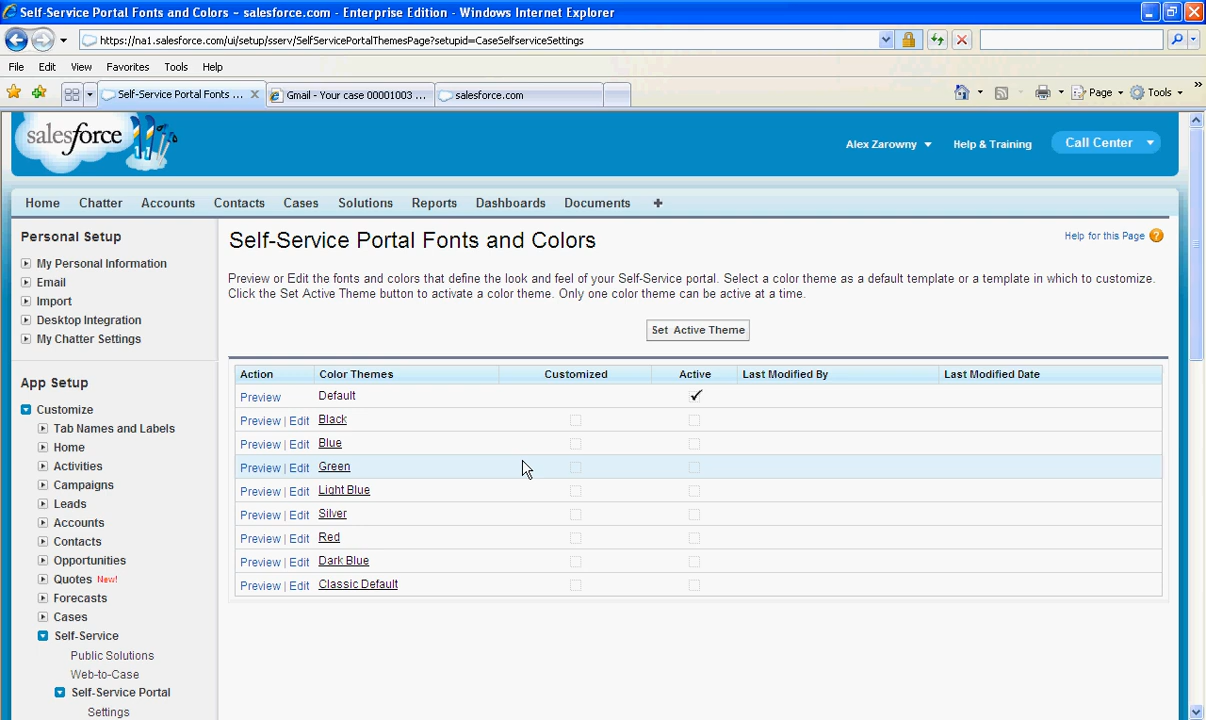 Self-Service Portal Fonts and Colors ~ salesforce.com - Enterprise Edition - Windows Internet Explorer
https://na1.salesforce.com/ui/setup/sserv/SelfServicePortalThemesPage?setupid=CaseSelfserviceSettings
File Edit View Favorites Tools Help
Self-Service Portal Fonts ... Gmail - Your case 00001003 ... salesforce.com Page Tools »
salesforce
Alex Zarowny Help & Training Call Center
Home Chatter Accounts Contacts Cases Solutions Reports Dashboards Documents +
Personal Setup
My Personal Information
Email
Import
Desktop Integration
My Chatter Settings
App Setup
Customize
Tab Names and Labels
Home
Activities
Campaigns
Leads
Accounts
Contacts
Opportunities
Quotes New!
Forecasts
Cases
Self-Service
Public Solutions
Web-to-Case
Self-Service Portal
Settings
Self-Service Portal Fonts and Colors
Help for this Page ?
Preview or Edit the fonts and colors that define the look and feel of your Self-Service portal. Select a color theme as a default template or a template in which to customize.
Click the Set Active Theme button to activate a color theme. Only one color theme can be active at a time.
Set Active Theme
Action Color Themes Customized Active Last Modified By Last Modified Date
Preview Default
Preview | Edit Black
Preview | Edit Blue
Preview | Edit Green
Preview | Edit Light Blue
Preview | Edit Silver
Preview | Edit Red
Preview | Edit Dark Blue
Preview | Edit Classic Default